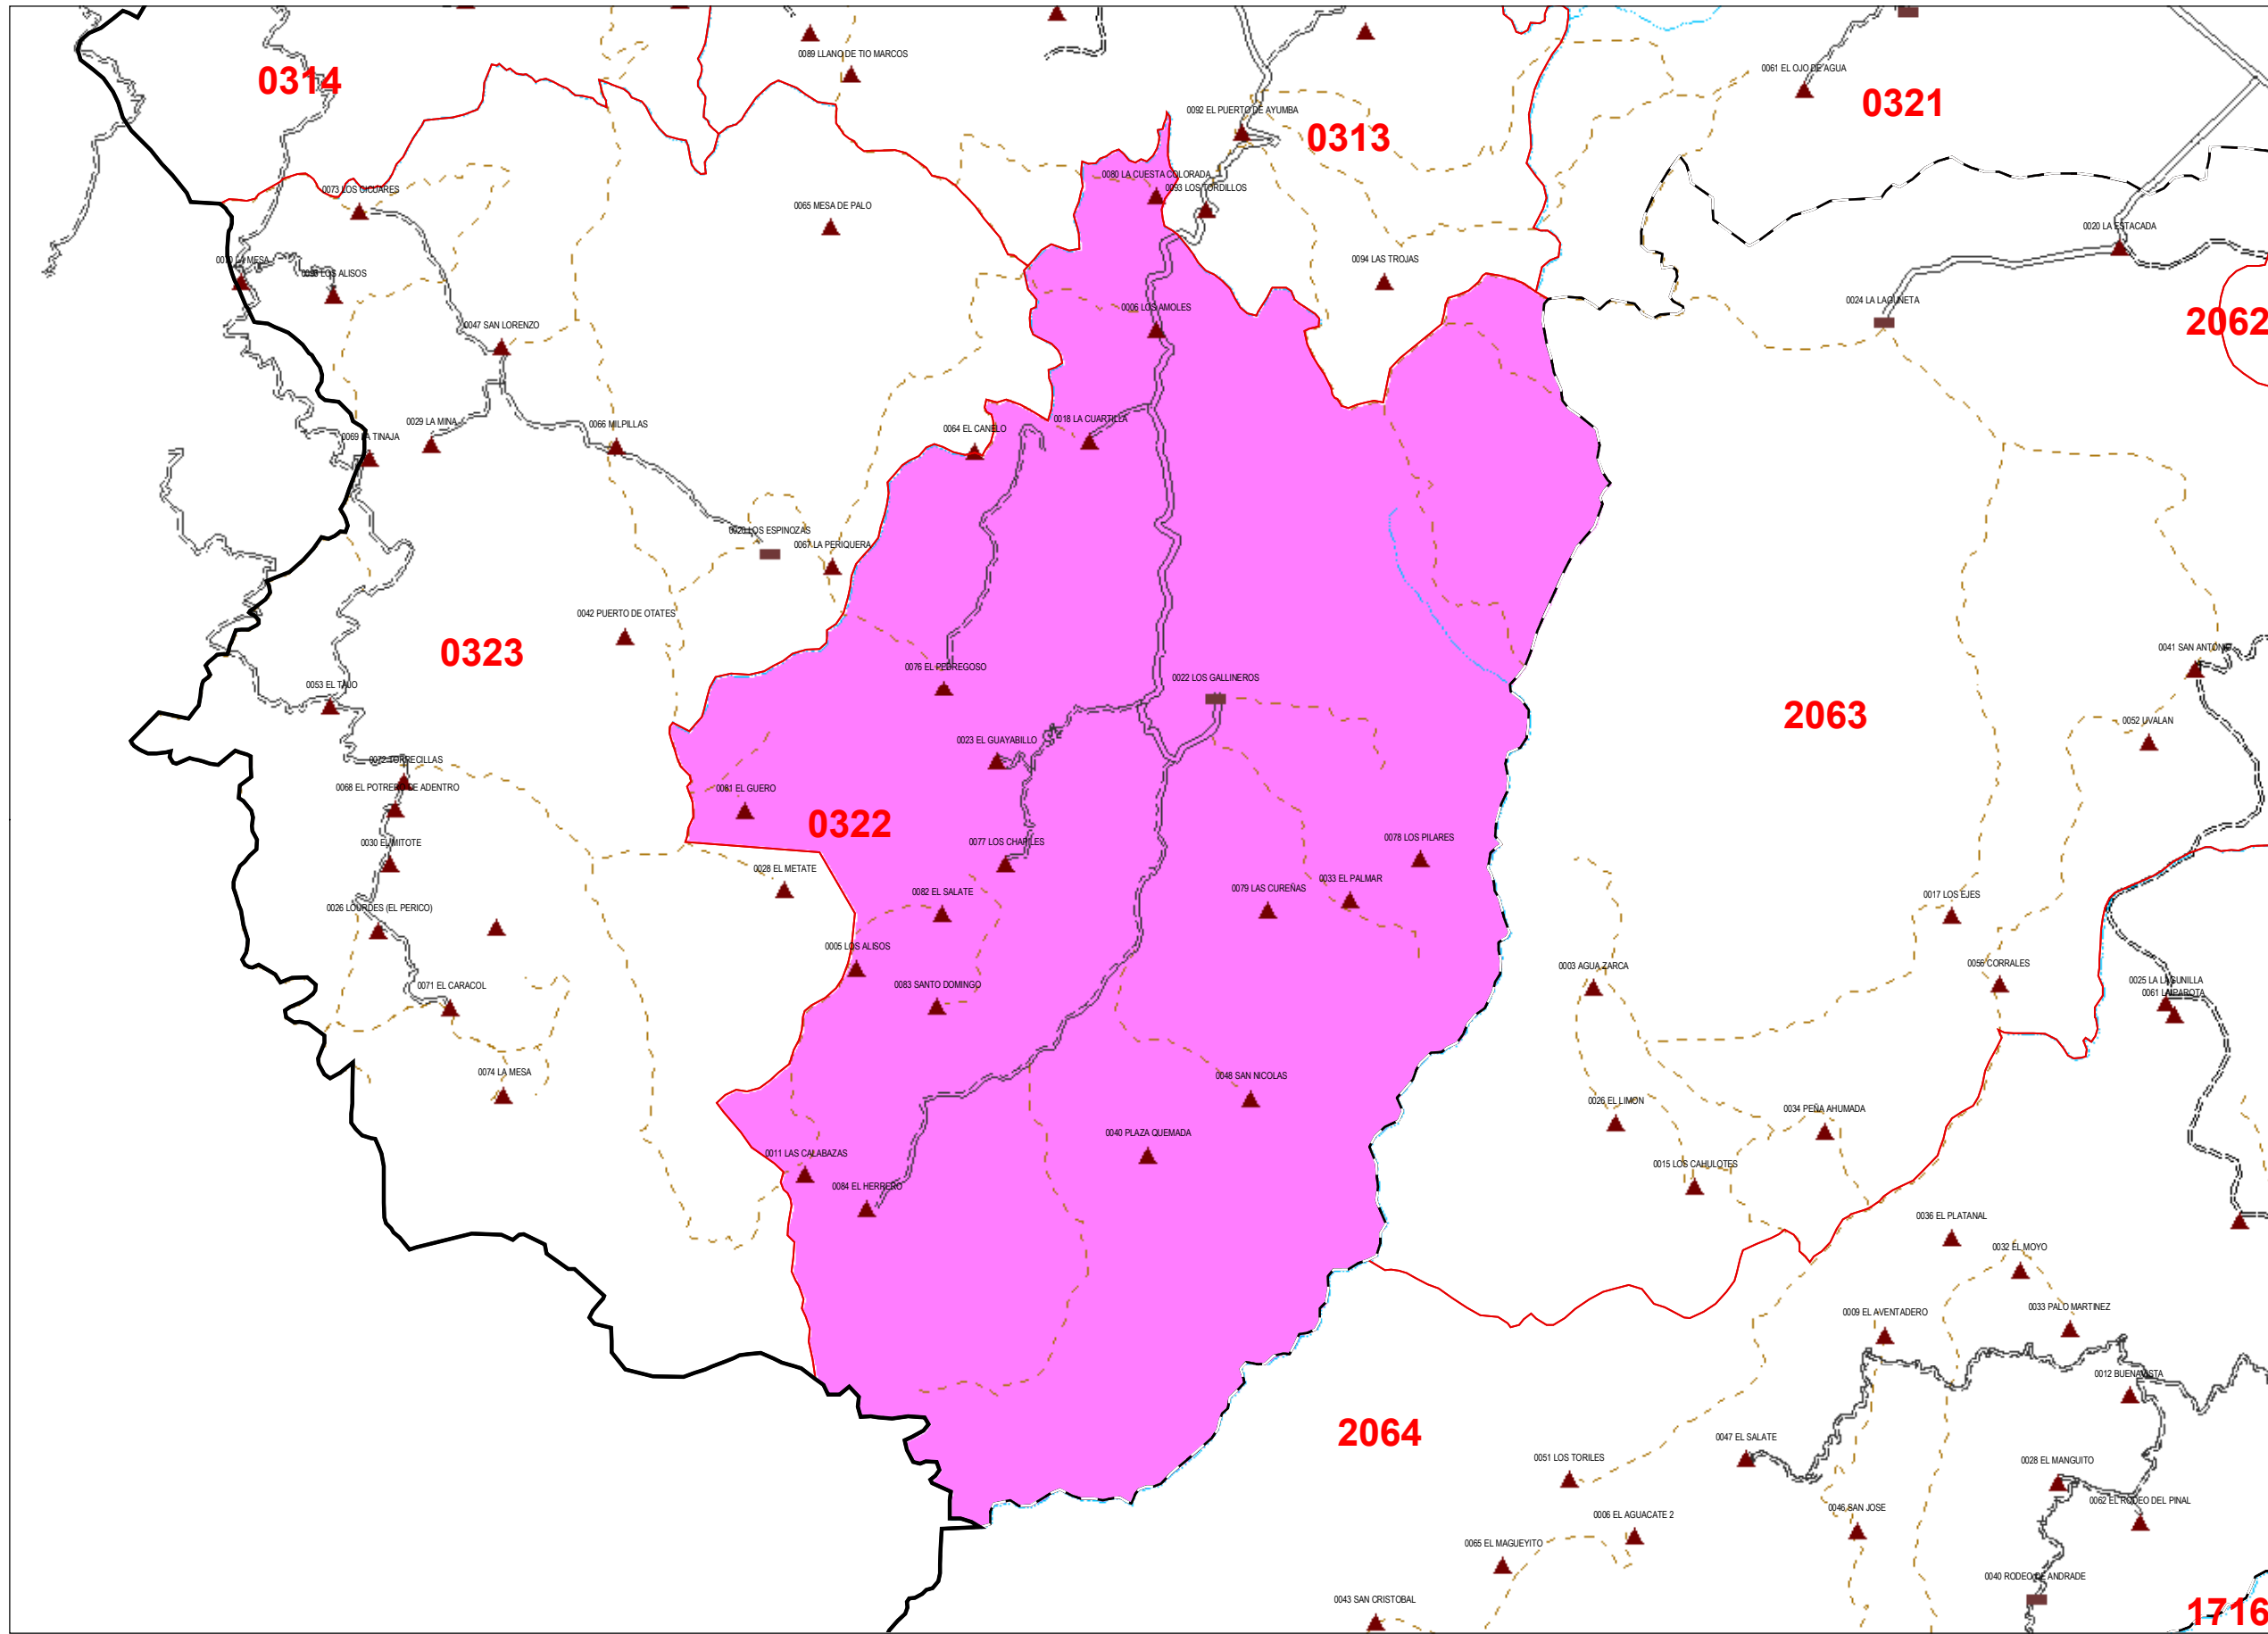 0089 LLANO DE TIO MARCOS
0314
0061 EL OJO DE AGUA
0321
0092 EL PUERTO DE AYUMBA
0313
0080 LA CUESTA COLORADA
0093 LOS TORDILLOS
0073 LOS CICUARES
0065 MESA DE PALO
0020 LA ESTACADA
0070 LA MESA
LOS ALISOS
0094 LAS TROJAS
0024 LA LAGUNETA
0006 LOS AMOLES
2062
0047 SAN LORENZO
0018 LA CUARTILLA
0029 LA MINA
0066 MILPILLAS
0064 EL CANELO
0069 LA TINAJA
0020 LOS ESPINOZAS
0067 LA PERIQUERA
0042 PUERTO DE OTATES
0323
0041 SAN ANTONIO
0076 EL PEDREGOSO
0022 LOS GALLINEROS
0053 EL TAJO
2063
0052 UVALAN
0023 EL GUAYABILLO
0072 TORRECILLAS
0068 EL POTRERO DE ADENTRO
0081 EL GUERO
0322
0078 LOS PILARES
0030 EL MITOTE
0077 LOS CHAPILES
0028 EL METATE
0033 EL PALMAR
0079 LAS CUREÑAS
0082 EL SALATE
0017 LOS EJES
0026 LOURDES (EL PERICO)
0005 LOS ALISOS
0003 AGUA ZARCA
0056 CORRALES
0025 LA LAGUNILLA
0061 LA PAROTA
0071 EL CARACOL
0083 SANTO DOMINGO
0074 LA MESA
0048 SAN NICOLAS
0026 EL LIMON
0034 PEÑA AHUMADA
0040 PLAZA QUEMADA
0011 LAS CALABAZAS
0015 LOS CAHULOTES
0084 EL HERRERO
0036 EL PLATANAL
0032 EL MOYO
0009 EL AVENTADERO
0033 PALO MARTINEZ
0012 BUENAVISTA
2064
0047 EL SALATE
0051 LOS TORILES
0028 EL MANGUITO
0062 EL RODEO DEL PINAL
0046 SAN JOSE
0006 EL AGUACATE 2
0065 EL MAGUEYITO
0040 RODEO DE ANDRADE
0043 SAN CRISTOBAL
1716